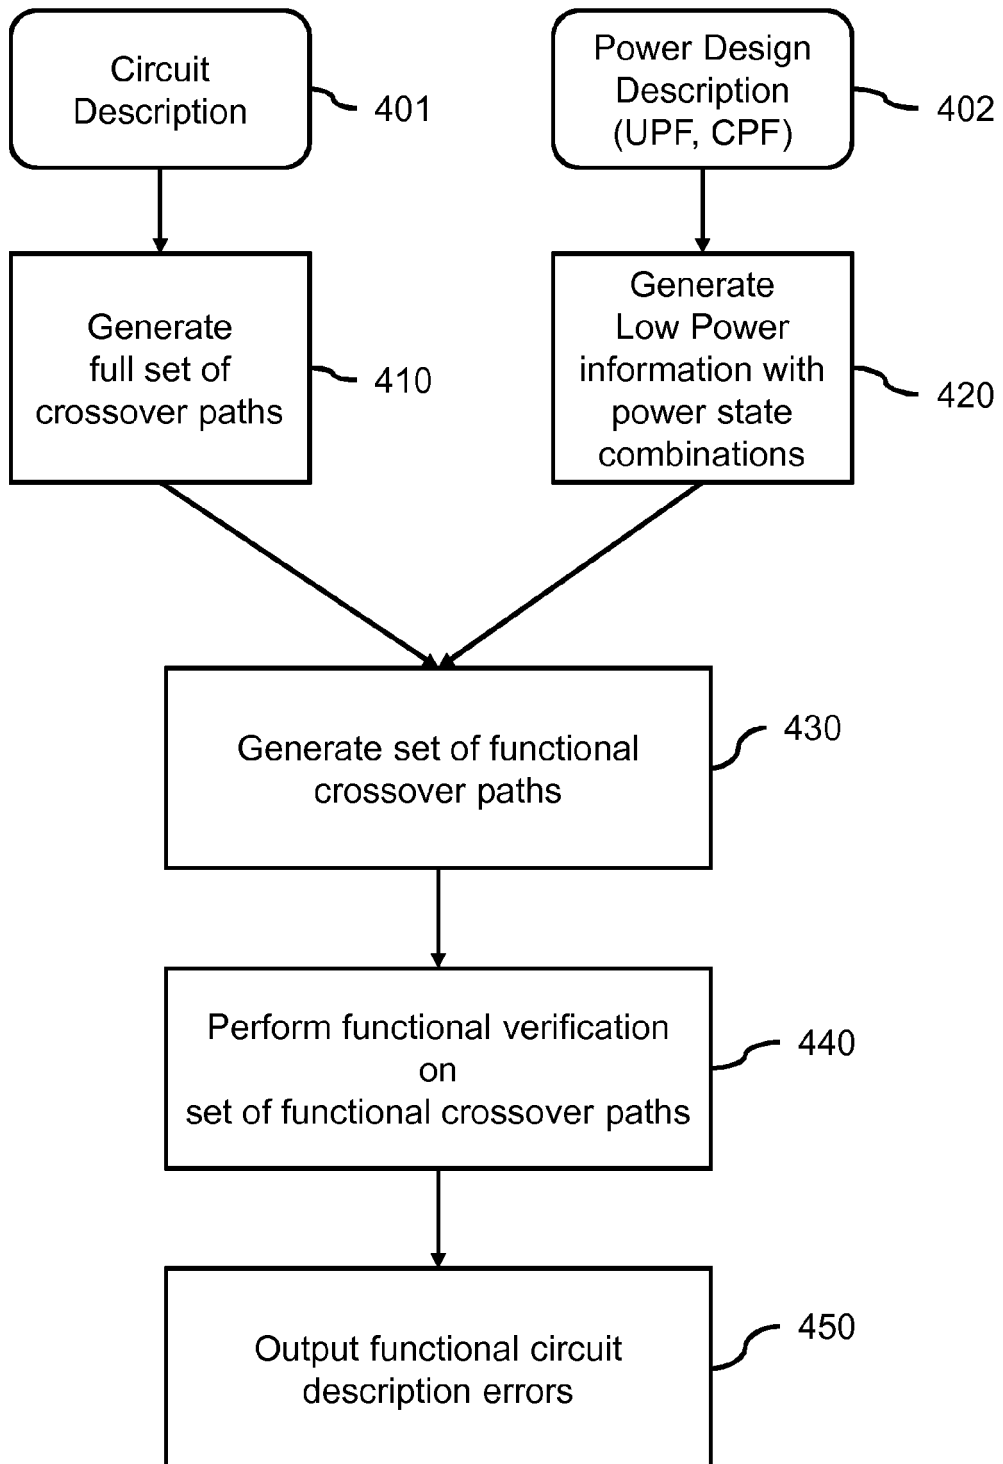 Circuit
Description
401
Power Design
Description
(UPF, CPF)
402
Generate
full set of
crossover paths
410
Generate
Low Power
information with
power state
combinations
420
Generate set of functional
crossover paths
430
Perform functional verification
on
set of functional crossover paths
440
Output functional circuit
description errors
450